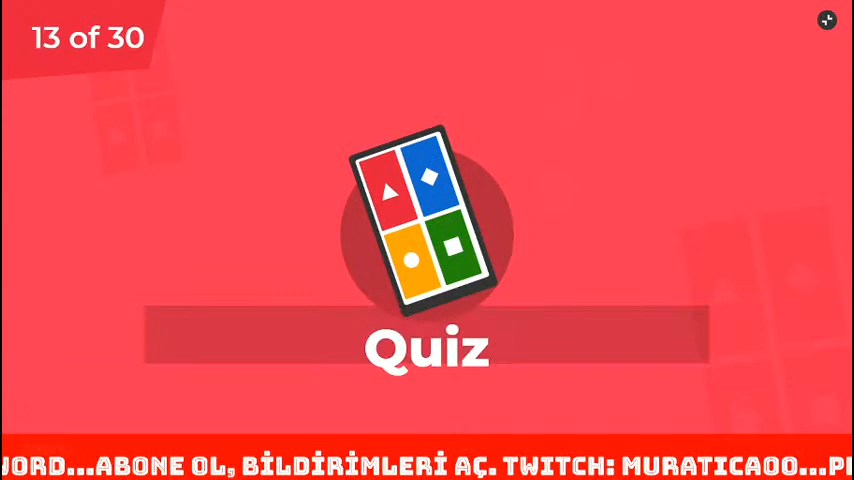 13 of 30
Quiz
ABONE OL, BİLDİRİMLERİ AÇ. TWITCH: MURATICA00...